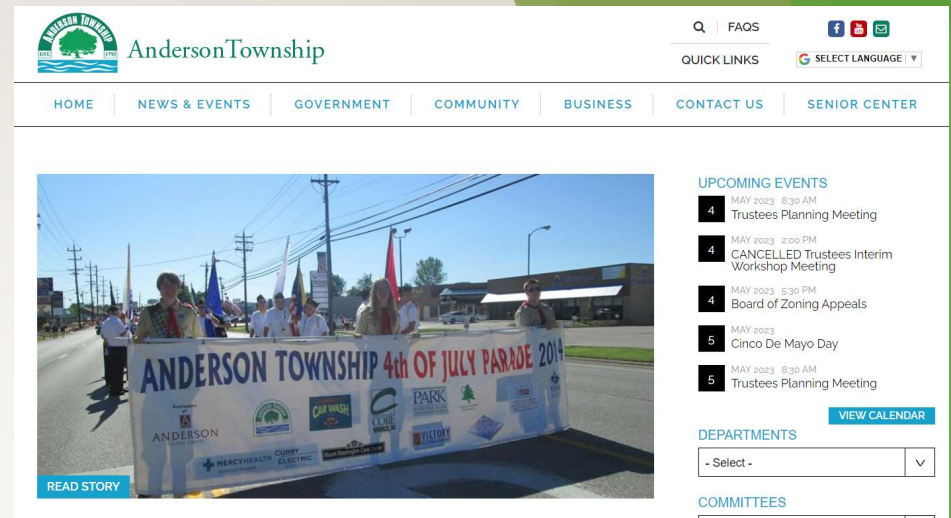 ANDERSON TOWNSHIP
EST. 1793
AndersonTownship
FAQS
QUICK LINKS
SELECT LANGUAGE ▼
HOME
NEWS & EVENTS
GOVERNMENT
COMMUNITY
BUSINESS
CONTACT US
SENIOR CENTER
ANDERSON TOWNSHIP 4th OF JULY PARADE 2014
ANDERSON
CAR WASH
CORE
PARK
MERCYHEALTH
CURRY ELECTRIC
VICTORY
READ STORY
UPCOMING EVENTS
4
MAY 2023 8:30 AM
Trustees Planning Meeting
4
MAY 2023 2:00 PM
CANCELLED Trustees Interim
Workshop Meeting
4
MAY 2023 5:30 PM
Board of Zoning Appeals
5
MAY 2023
Cinco De Mayo Day
5
MAY 2023 8:30 AM
Trustees Planning Meeting
VIEW CALENDAR
DEPARTMENTS
- Select -
COMMITTEES